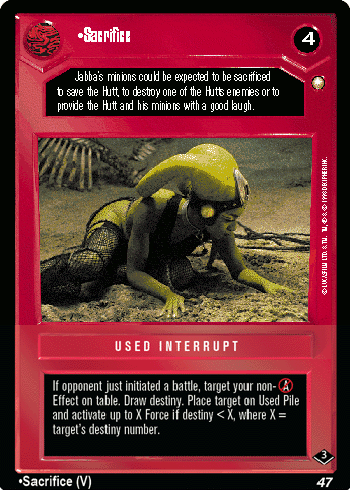 •Sacrifice
4
Jabba's minions could be expected to be sacrificed
to save the Hutt, to destroy one of the Hutts enemies or to
provide the Hutt and his minions with a good laugh.
USED INTERRUPT
If opponent just initiated a battle, target your non- A
Effect on table. Draw destiny. Place target on Used Pile
and activate up to X Force if destiny < X, where X =
target's destiny number.
3
•Sacrifice (V)
47